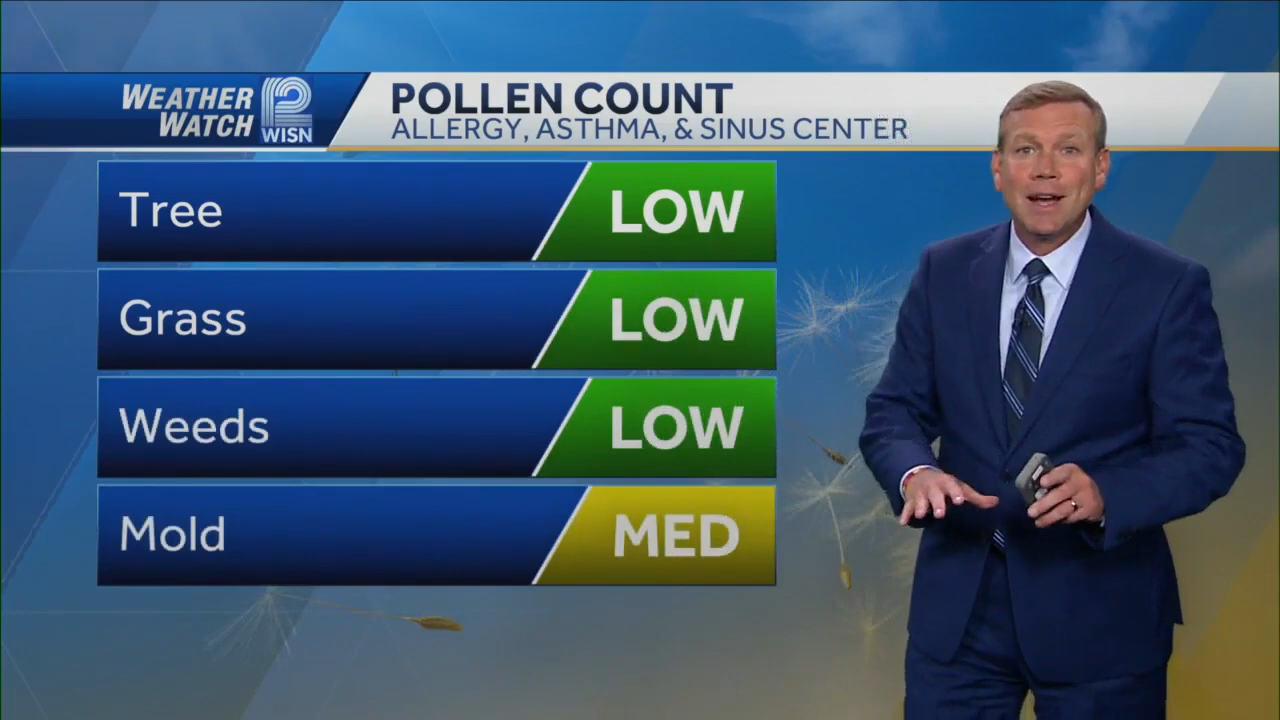 WEATHER
WATCH
12
WISN
POLLEN COUNT
ALLERGY, ASTHMA, & SINUS CENTER
Tree LOW
Grass LOW
Weeds LOW
Mold MED